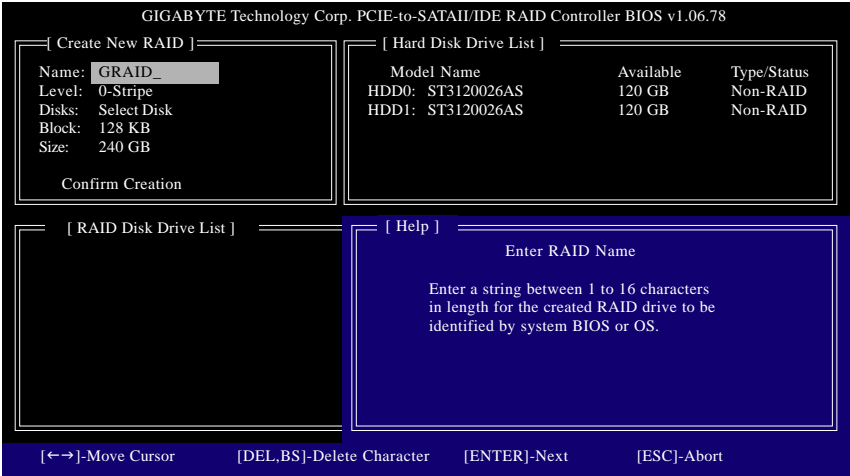 GIGABYTE Technology Corp. PCIE-to-SATAII/IDE RAID Controller BIOS v1.06.78
[ Create New RAID ]
Name: GRAID_
Level: 0-Stripe
Disks: Select Disk
Block: 128 KB
Size: 240 GB
Confirm Creation
[ Hard Disk Drive List ]
Model Name Available Type/Status
HDD0: ST3120026AS 120 GB Non-RAID
HDD1: ST3120026AS 120 GB Non-RAID
[ RAID Disk Drive List ]
[ Help ]
Enter RAID Name
Enter a string between 1 to 16 characters
in length for the created RAID drive to be
identified by system BIOS or OS.
[←→]-Move Cursor [DEL,BS]-Delete Character [ENTER]-Next [ESC]-Abort